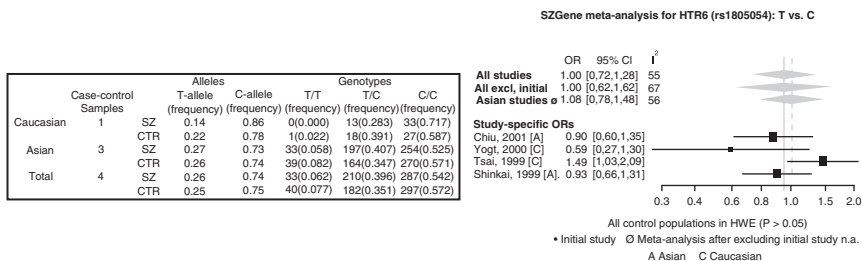 SZGene meta-analysis for HTR6 (rs1805054): T vs. C
Alleles Genotypes
Case-control T-allele C-allele T/T T/C C/C
Samples (frequency) (frequency) (frequency) (frequency) (frequency)
Caucasian 1 SZ 0.14 0.86 0(0.000) 13(0.283) 33(0.717)
CTR 0.22 0.78 1(0.022) 18(0.391) 27(0.587)
Asian 3 SZ 0.27 0.73 33(0.058) 197(0.407) 254(0.525)
CTR 0.26 0.74 39(0.082) 164(0.347) 270(0.571)
Total 4 SZ 0.26 0.74 33(0.062) 210(0.396) 287(0.542)
CTR 0.25 0.75 40(0.077) 182(0.351) 297(0.572)
OR 95% CI I2
All studies 1.00 [0,72,1,28] 55
All excl, initial 1.00 [0,62,1,62] 67
Asian studies ø 1.08 [0,78,1,48] 56
Study-specific ORs
Chiu, 2001 [A] 0.90 [0,60,1,35]
Yogt, 2000 [C] 0.59 [0,27,1,30]
Tsai, 1999 [C] 1.49 [1,03,2,09]
Shinkai, 1999 [A]. 0.93 [0,66,1,31]
0.3 0.4 0.6 0.8 1.0 1.5 2.0
All control populations in HWE (P > 0.05)
• Initial study Ø Meta-analysis after excluding initial study n.a.
A Asian C Caucasian